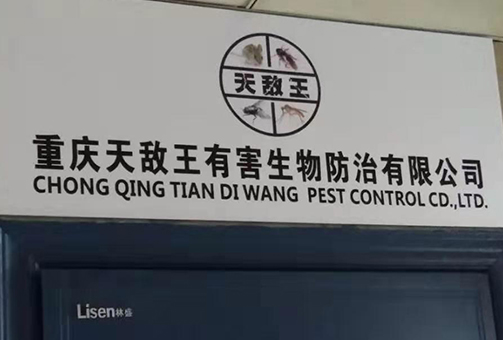 天敌王
重庆天敌王有害生物防治有限公司
CHONG QING TIAN DI WANG PEST CONTROL CD.,LTD.
Lisen林盛